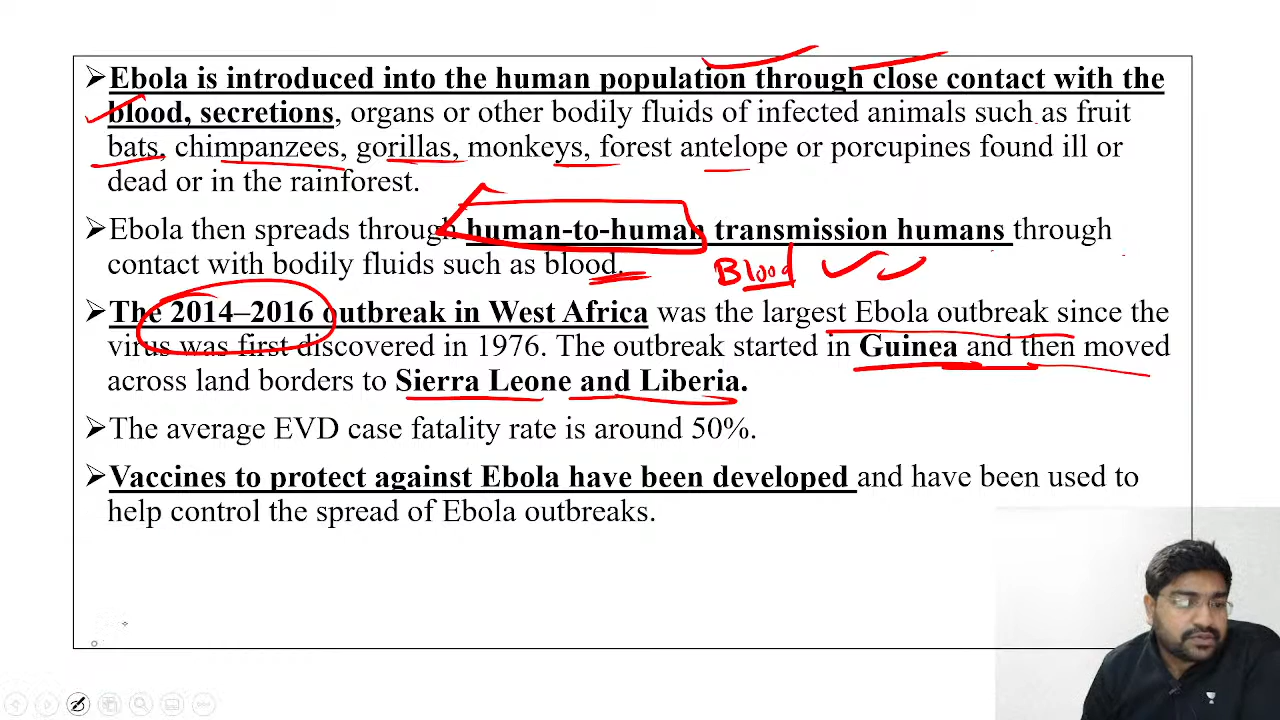 ➢Ebola is introduced into the human population through close contact with the
blood, secretions, organs or other bodily fluids of infected animals such as fruit
bats, chimpanzees, gorillas, monkeys, forest antelope or porcupines found ill or
dead or in the rainforest.
➢Ebola then spreads through human-to-human transmission humans through
contact with bodily fluids such as blood.
Blood
➢The 2014–2016 outbreak in West Africa was the largest Ebola outbreak since the
virus was first discovered in 1976. The outbreak started in Guinea and then moved
across land borders to Sierra Leone and Liberia.
➢The average EVD case fatality rate is around 50%.
➢Vaccines to protect against Ebola have been developed and have been used to
help control the spread of Ebola outbreaks.